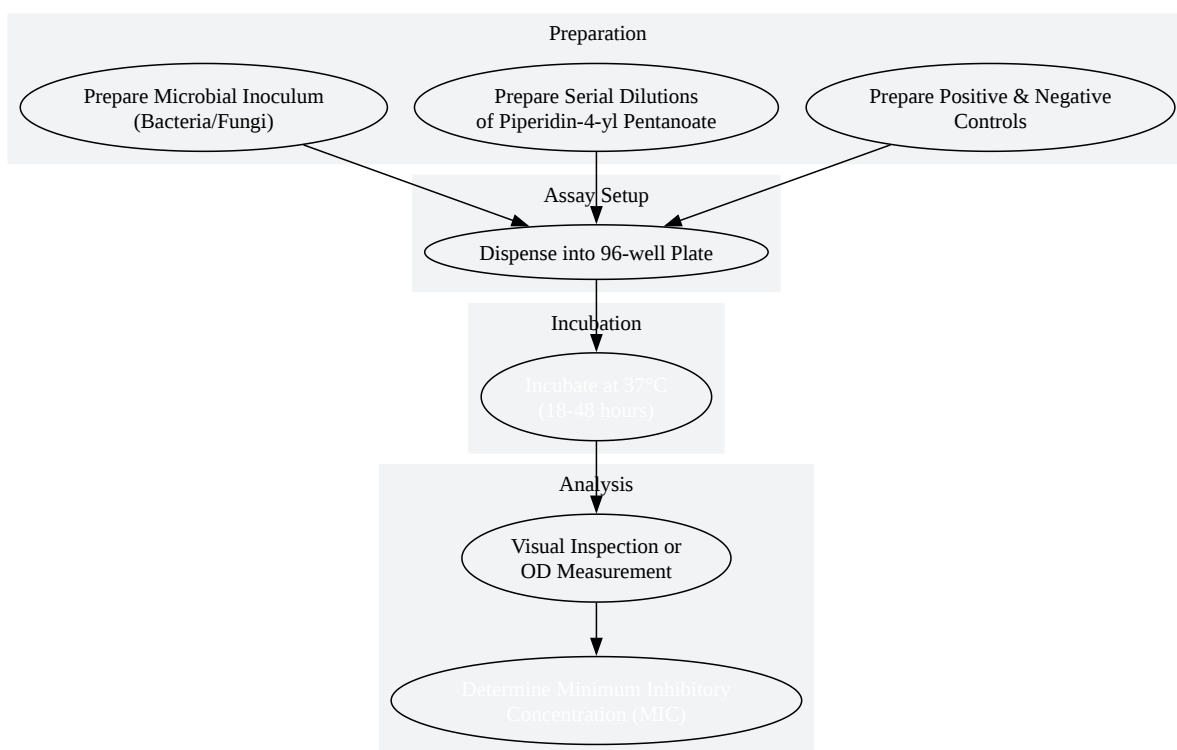 Preparation
Prepare Microbial Inoculum
(Bacteria/Fungi)
Prepare Serial Dilutions
of Piperidin-4-yl Pentanoate
Prepare Positive & Negative
Controls
Assay Setup
Dispense into 96-well Plate
Incubation
Incubate at 37°C
(18-48 hours)
Analysis
Visual Inspection or
OD Measurement
Determine Minimum Inhibitory
Concentration (MIC)